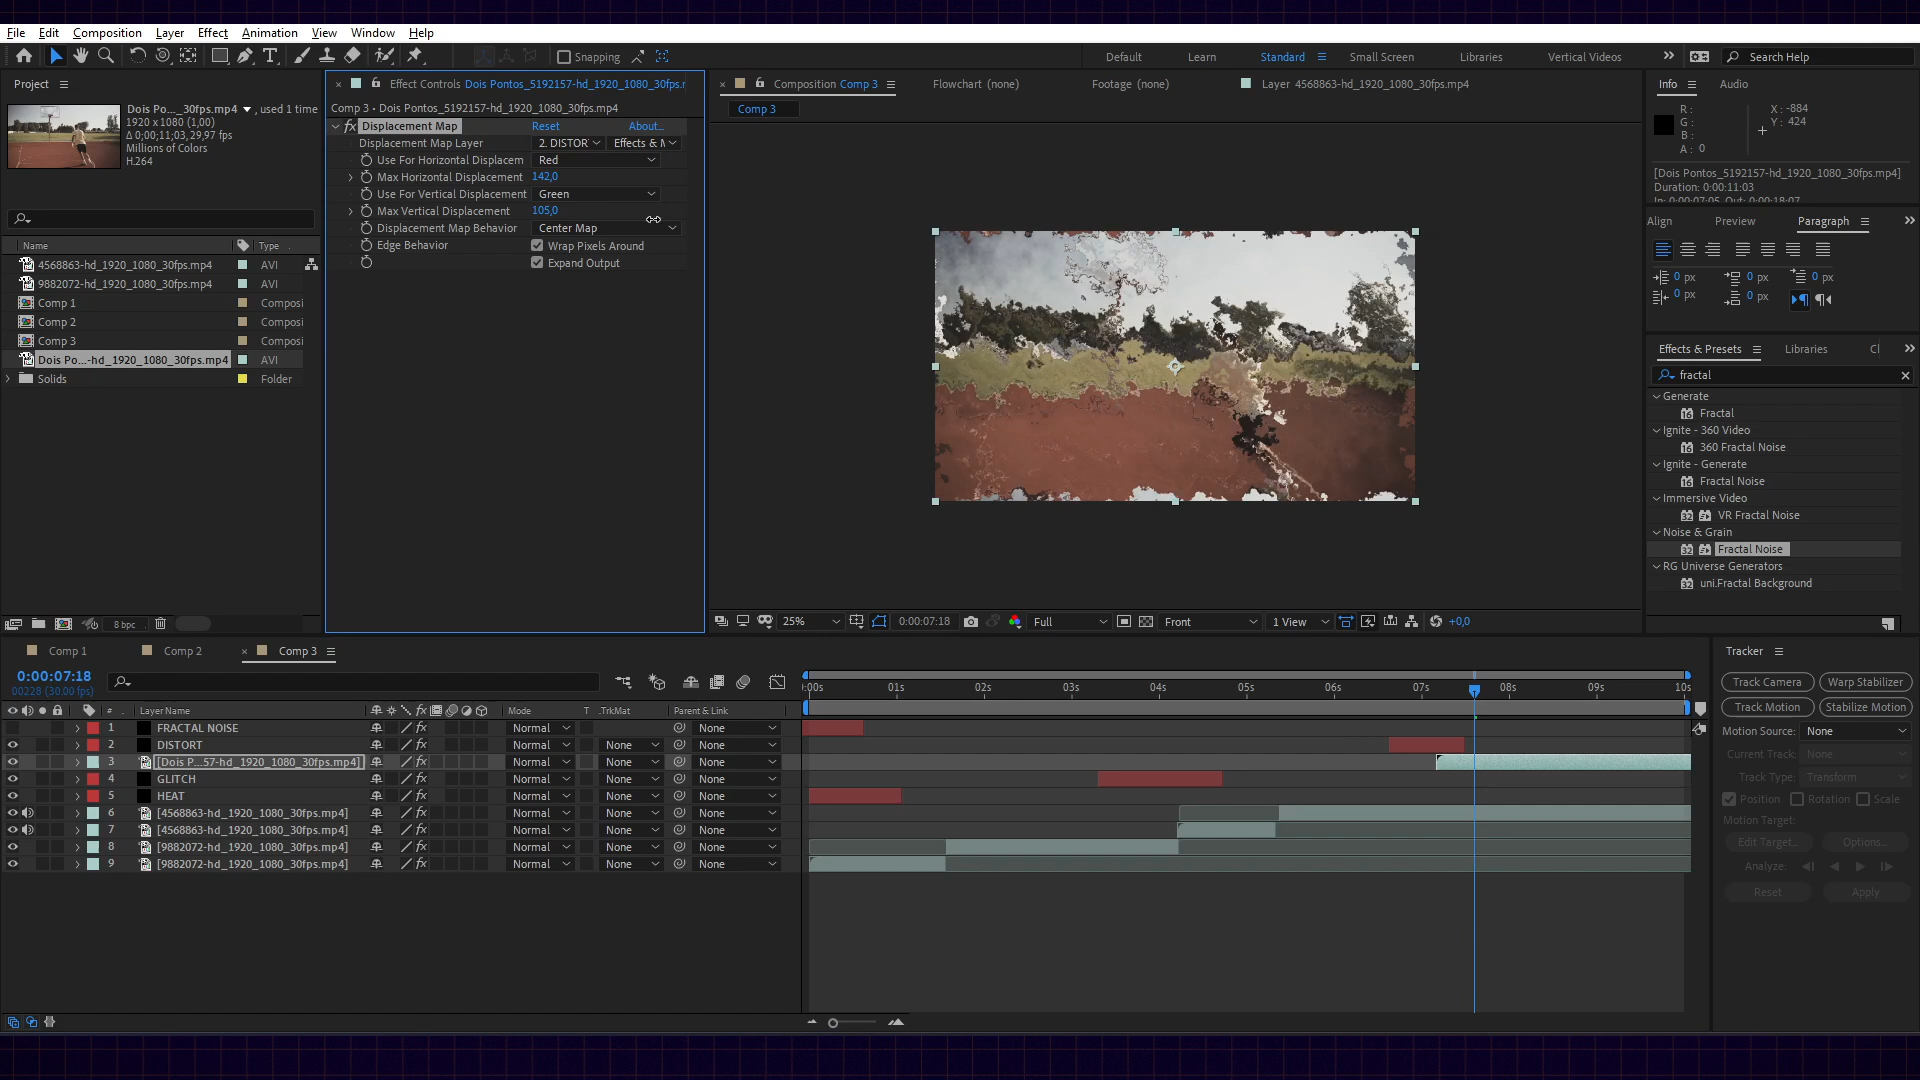 File Edit Composition Layer Effect Animation View Window Help
Snapping
Default Learn Standard Small Screen Libraries Vertical Videos Search Help
Project
Dois Po... _30fps.mp4 , used 1 time
1920 x 1080 (1,00)
Δ 0;00;11;03, 29,97 fps
Millions of Colors
H.264
Name Type
4568863-hd_1920_1080_30fps.mp4 AVI
9882072-hd_1920_1080_30fps.mp4 AVI
Comp 1 Composi
Comp 2 Composi
Comp 3 Composi
Dois Po...-hd_1920_1080_30fps.mp4 AVI
Solids Folder
8 bpc
Effect Controls Dois Pontos_5192157-hd_1920_1080_30fps.r
Comp 3 • Dois Pontos_5192157-hd_1920_1080_30fps.mp4
fx Displacement Map Reset About...
Displacement Map Layer 2. DISTOR Effects & M
Use For Horizontal Displacem Red
Max Horizontal Displacement 142,0
Use For Vertical Displacement Green
Max Vertical Displacement 105,0
Displacement Map Behavior Center Map
Edge Behavior Wrap Pixels Around
Expand Output
Composition Comp 3 Flowchart (none) Footage (none) Layer 4568863-hd_1920_1080_30fps.mp4
Comp 3
25% 0:00:07:18 Full Front 1 View +0,0
Info Audio
R : X : -884
G : Y : 424
B :
A : 0
[Dois Pontos_5192157-hd_1920_1080_30fps.mp4]
Duration: 0:00:11:03
In: 0:00:07:05, Out: 0:00:18:07
Align Preview Paragraph
0 px 0 px 0 px
0 px 0 px
Effects & Presets Libraries Cl
fractal
Generate
Fractal
Ignite - 360 Video
360 Fractal Noise
Ignite - Generate
Fractal Noise
Immersive Video
VR Fractal Noise
Noise & Grain
Fractal Noise
RG Universe Generators
uni.Fractal Background
Comp 1 Comp 2 Comp 3
0:00:07:18
00228 (30.00 fps)
:00s 01s 02s 03s 04s 05s 06s 07s 08s 09s 10s
# Layer Name Mode T .TrkMat Parent & Link
1 FRACTAL NOISE Normal None
2 DISTORT Normal None None
3 [Dois P...57-hd_1920_1080_30fps.mp4] Normal None None
4 GLITCH Normal None None
5 HEAT Normal None None
6 [4568863-hd_1920_1080_30fps.mp4] Normal None None
7 [4568863-hd_1920_1080_30fps.mp4] Normal None None
8 [9882072-hd_1920_1080_30fps.mp4] Normal None None
9 [9882072-hd_1920_1080_30fps.mp4] Normal None None
Tracker
Track Camera Warp Stabilizer
Track Motion Stabilize Motion
Motion Source: None
Current Track: None
Track Type: Transform
Position Rotation Scale
Motion Target:
Edit Target... Options...
Analyze:
Reset Apply